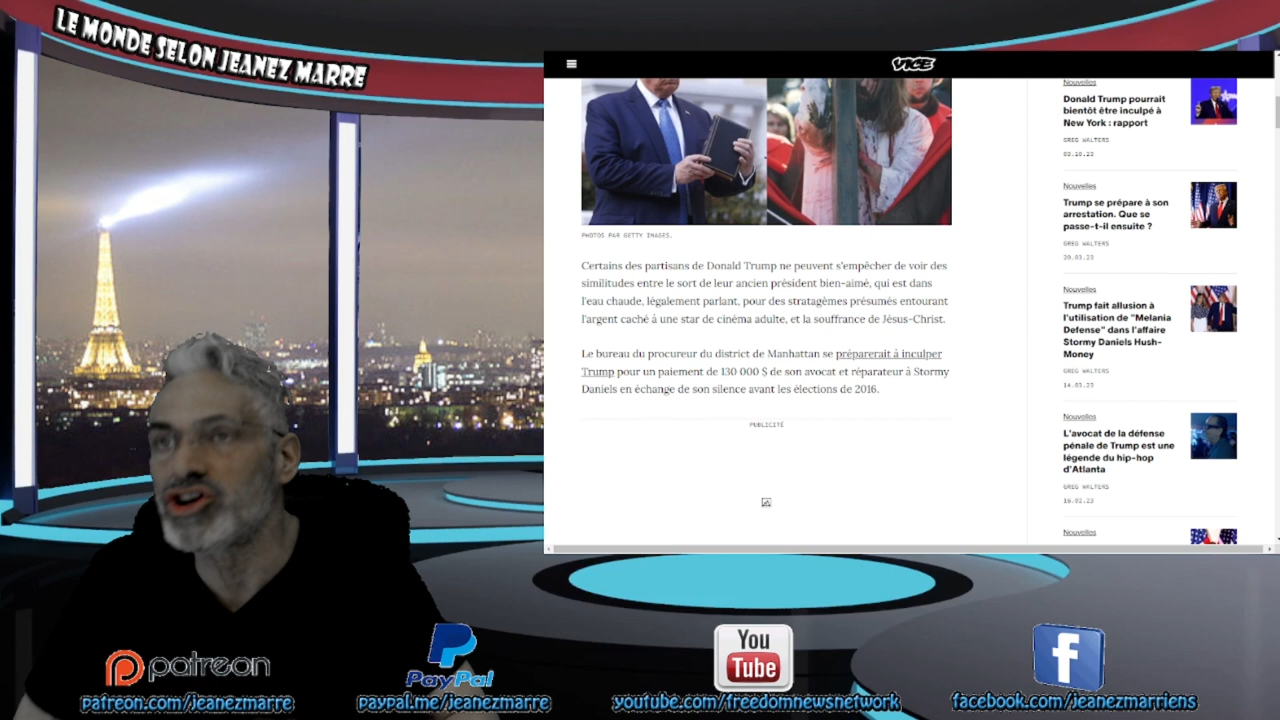 LE MONDE SELON JEANEZ MARRE
VICE
PHOTOS PAR GETTY IMAGES.
Certains des partisans de Donald Trump ne peuvent s'empêcher de voir des
similitudes entre le sort de leur ancien président bien-aimé, qui est dans
l'eau chaude, légalement parlant, pour des stratagèmes présumés entourant
l'argent caché à une star de cinéma adulte, et la souffrance de Jésus-Christ.
Le bureau du procureur du district de Manhattan se préparerait à inculper
Trump pour un paiement de 130 000 $ de son avocat et réparateur à Stormy
Daniels en échange de son silence avant les élections de 2016.
PUBLICITÉ
Nouvelles
Donald Trump pourrait
bientôt être inculpé à
New York : rapport
GREG WALTERS
03.10.23
Nouvelles
Trump se prépare à son
arrestation. Que se
passe-t-il ensuite ?
GREG WALTERS
20.03.23
Nouvelles
Trump fait allusion à
l'utilisation de "Melania
Defense" dans l'affaire
Stormy Daniels Hush-
Money
GREG WALTERS
14.03.23
Nouvelles
L'avocat de la défense
pénale de Trump est une
légende du hip-hop
d'Atlanta
GREG WALTERS
16.02.23
Nouvelles
patreon
patreon.com/jeanezmarre
PayPal
paypal.me/jeanezmarre
You
Tube
youtube.com/freedomnewsnetwork
f
facebook.com/jeanezmarriens